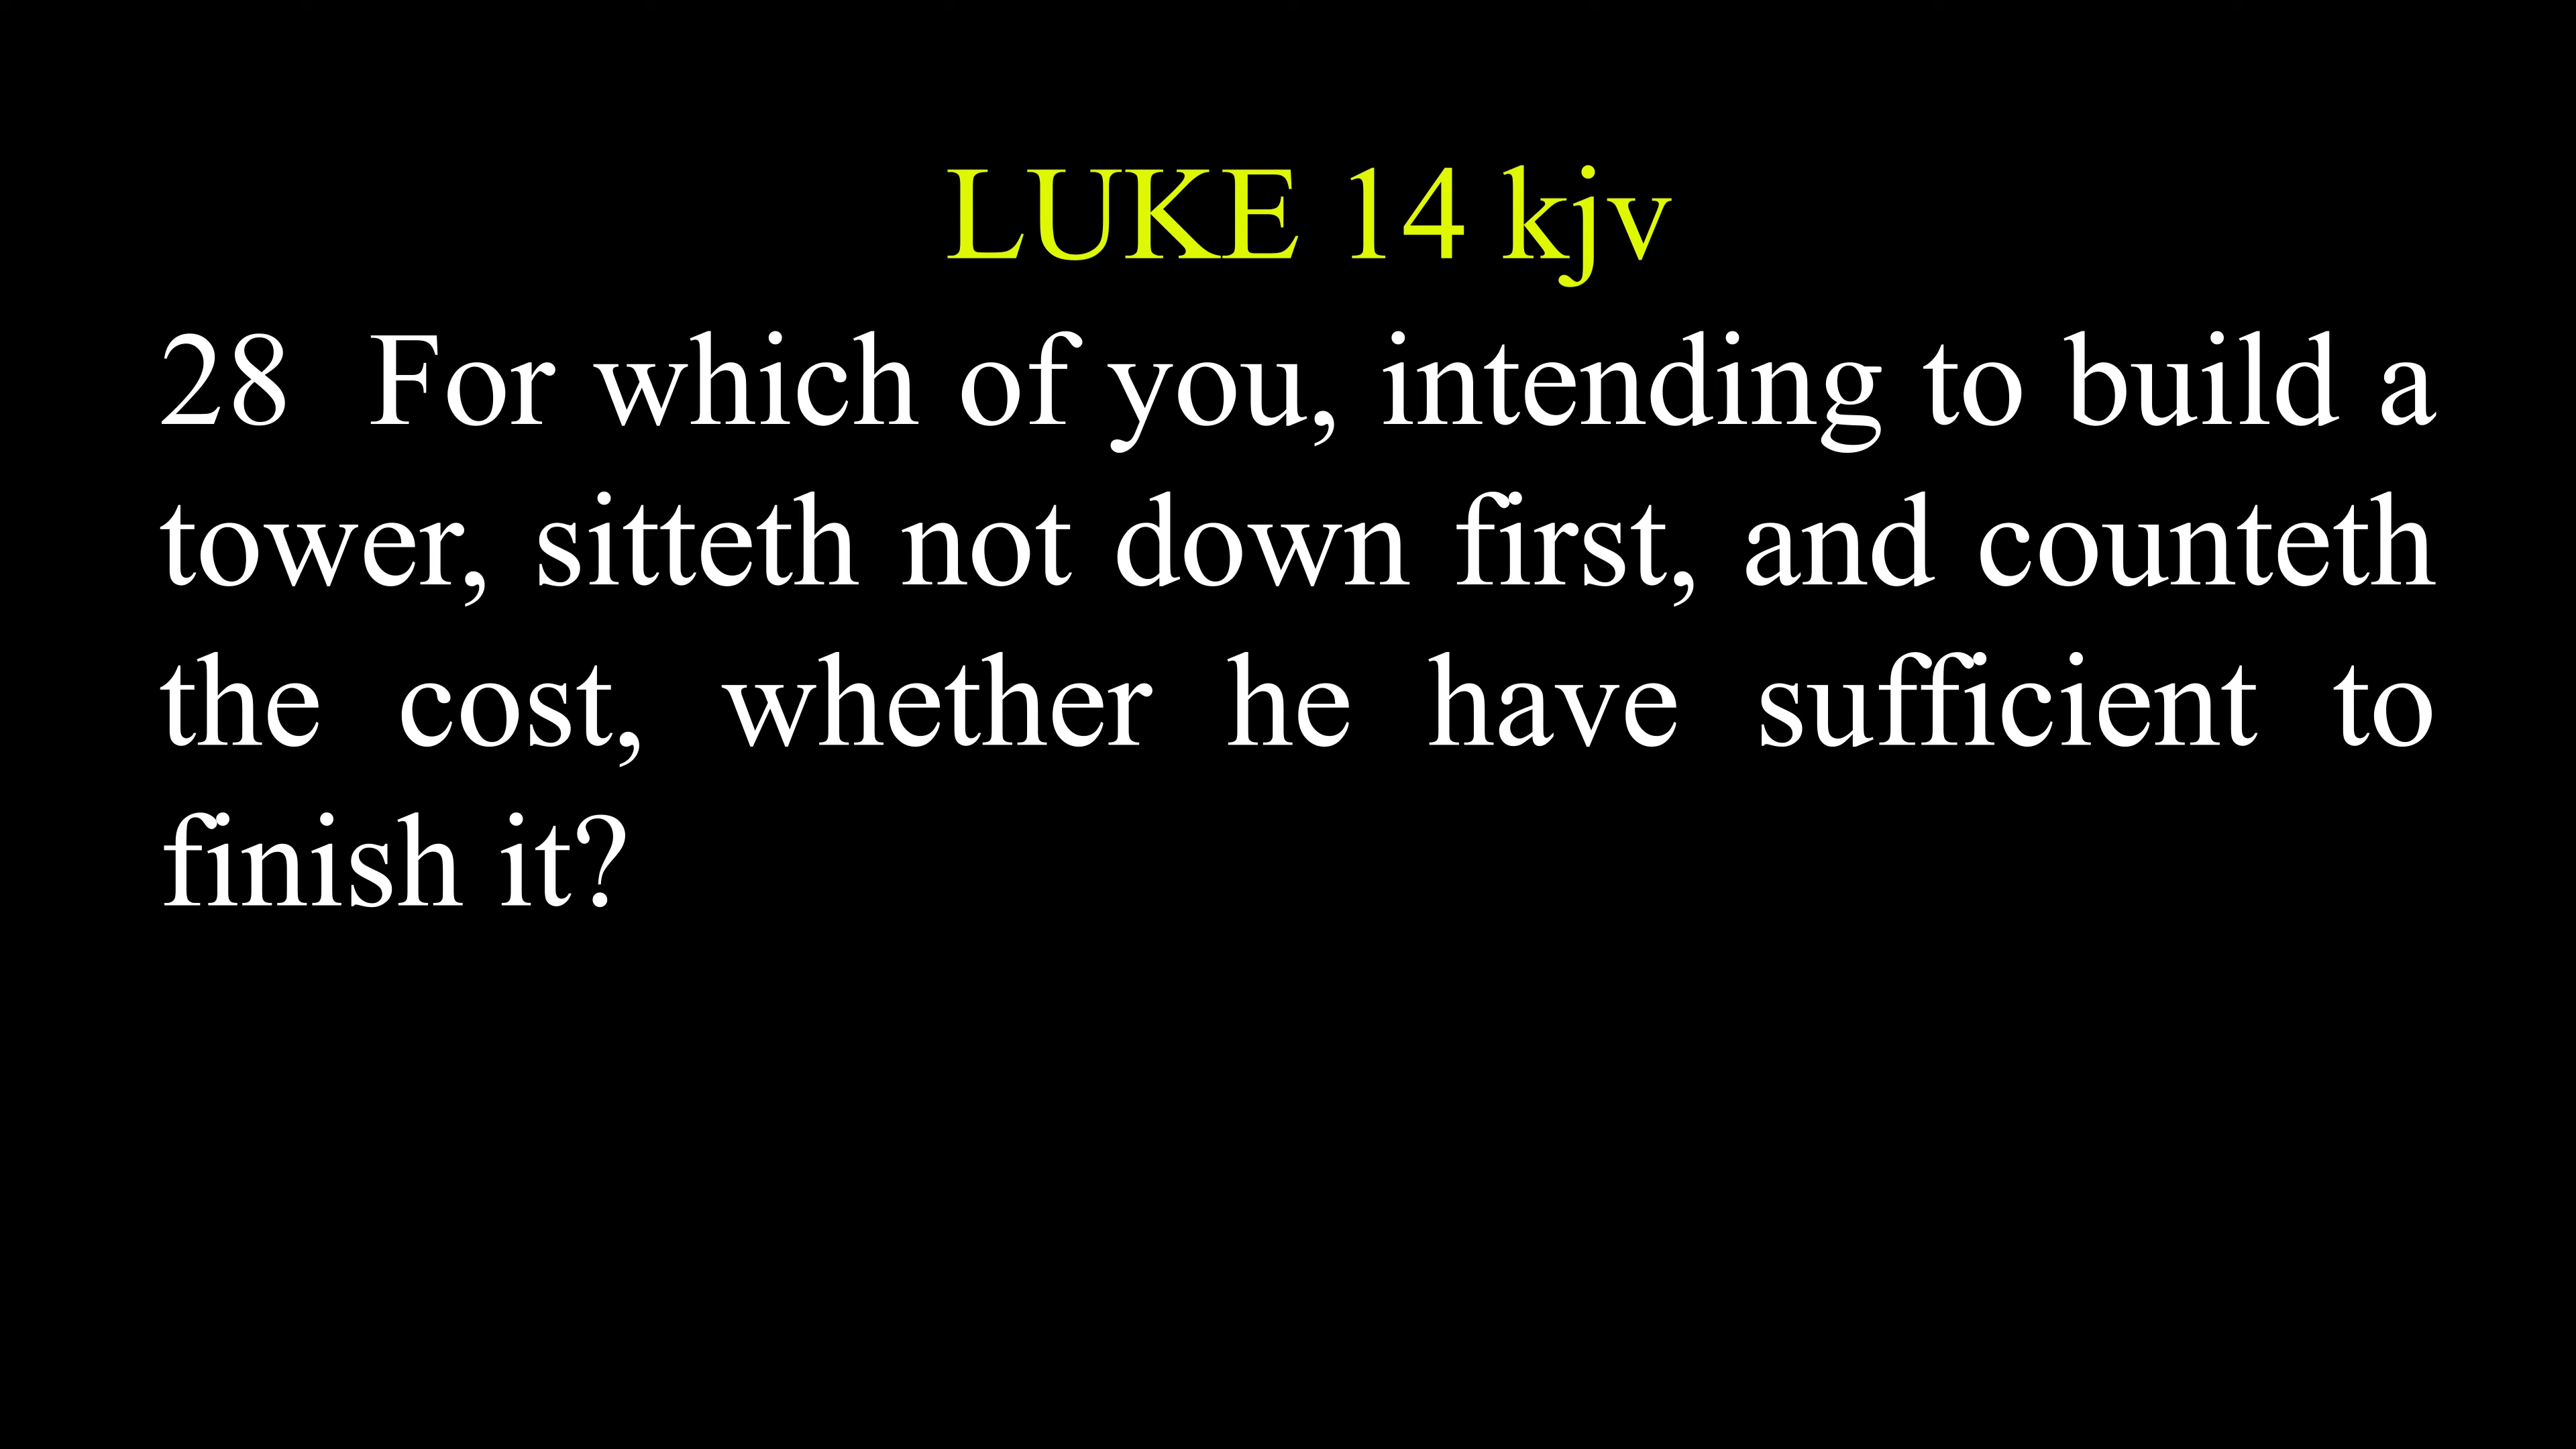 LUKE 14 kjv
28 For which of you, intending to build a
tower, sitteth not down first, and counteth
the cost, whether he have sufficient to
finish it?